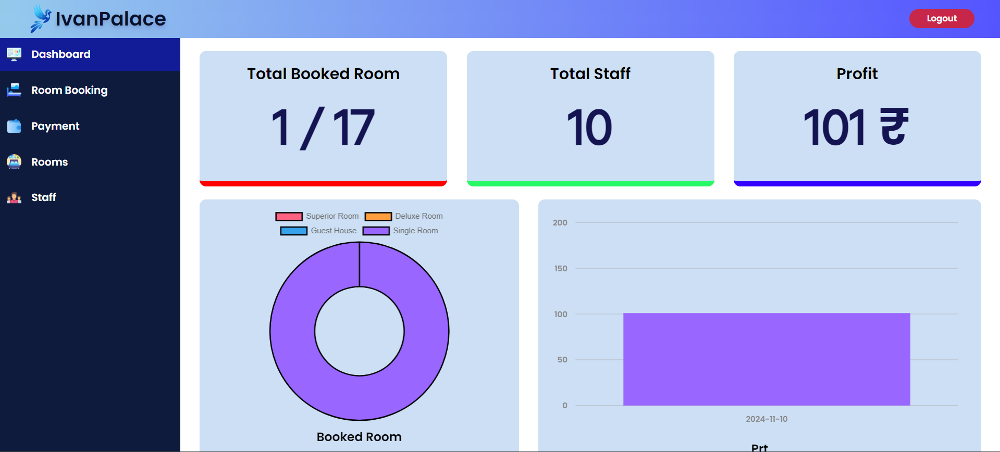 IvanPalace
Logout
Dashboard
Room Booking
Payment
Rooms
Staff
Total Booked Room
1 / 17
Total Staff
10
Profit
101 ₹
Superior Room
Deluxe Room
Guest House
Single Room
Booked Room
200
150
100
50
0
2024-11-10